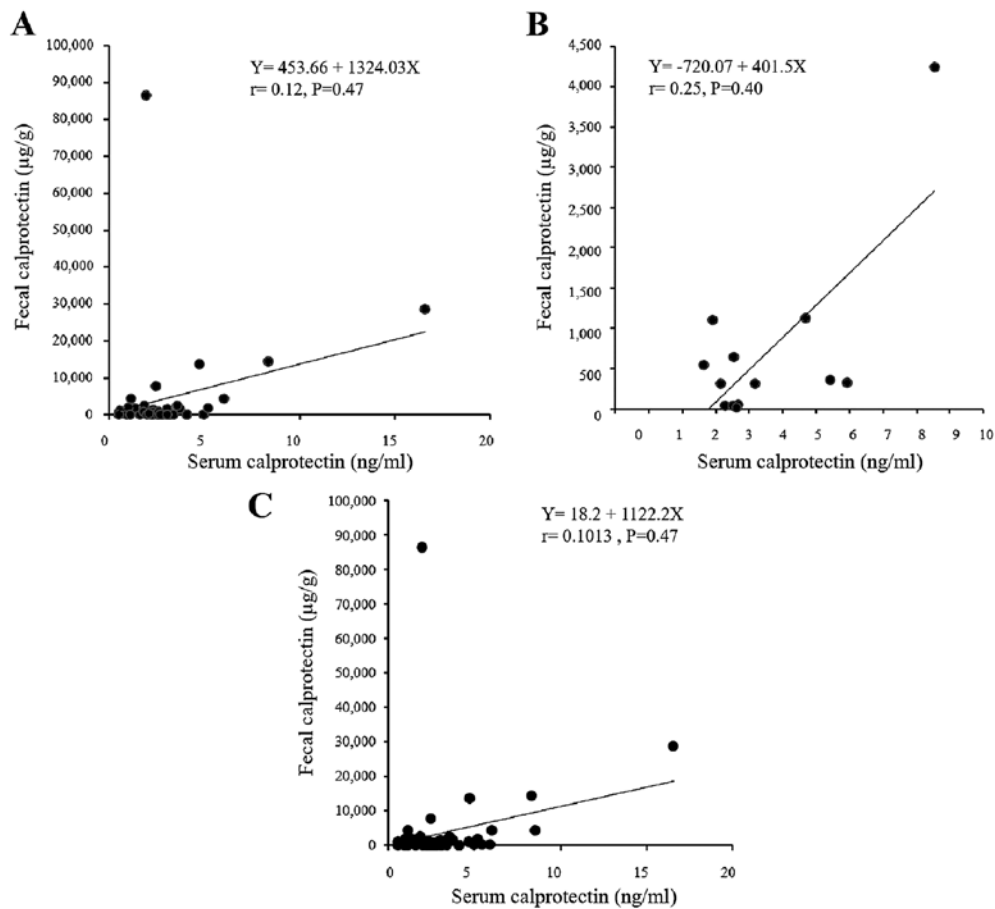 A
100,000
90,000
80,000
70,000
60,000
50,000
40,000
30,000
20,000
10,000
0
Fecal calprotectin (µg/g)
Y= 453.66 + 1324.03X
r= 0.12, P=0.47
0 5 10 15 20
Serum calprotectin (ng/ml)
B
4,500
4,500
4,000
3,500
3,000
2,500
2,000
1,500
1,000
500
0
Fecal calprotectin (µg/g)
Y= -720.07 + 401.5X
r= 0.25, P=0.40
0 1 2 3 4 5 6 7 8 9 10
Serum calprotectin (ng/ml)
C
100,000
90,000
80,000
70,000
60,000
50,000
40,000
30,000
20,000
10,000
0
Fecal calprotectin (µg/g)
Y= 18.2 + 1122.2X
r= 0.1013 , P=0.47
0 5 10 15 20
Serum calprotectin (ng/ml)